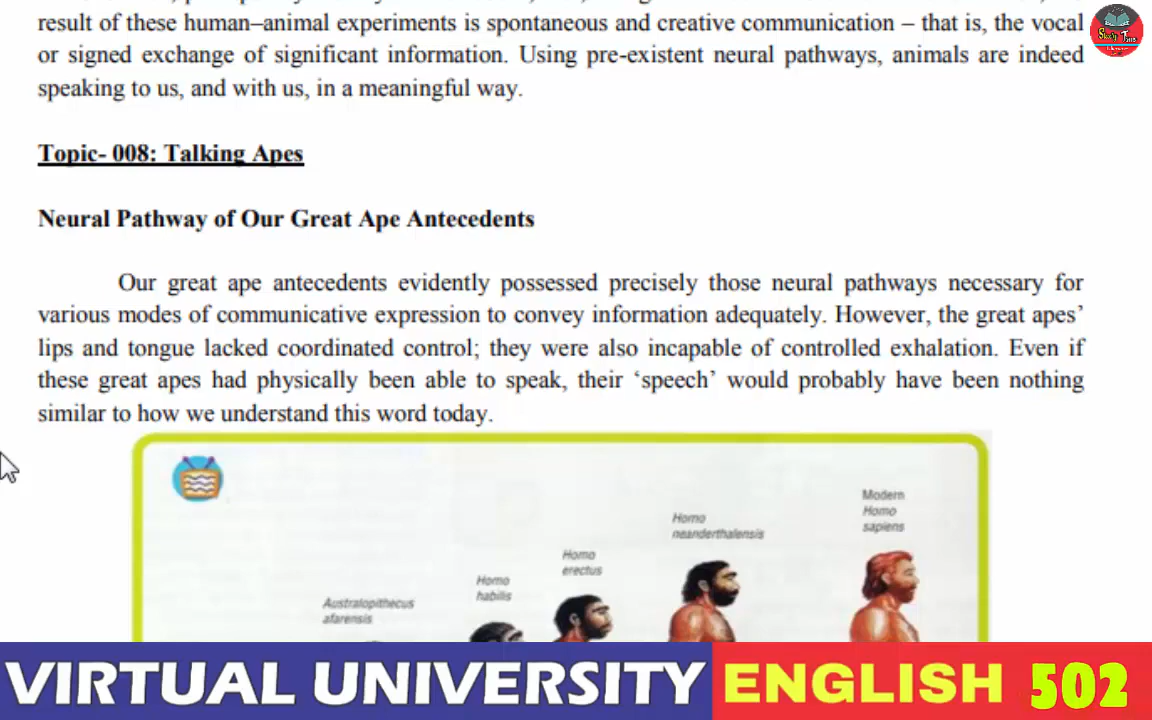 result of these human–animal experiments is spontaneous and creative communication – that is, the vocal
or signed exchange of significant information. Using pre-existent neural pathways, animals are indeed
speaking to us, and with us, in a meaningful way.
Topic- 008: Talking Apes
Neural Pathway of Our Great Ape Antecedents
Our great ape antecedents evidently possessed precisely those neural pathways necessary for
various modes of communicative expression to convey information adequately. However, the great apes’
lips and tongue lacked coordinated control; they were also incapable of controlled exhalation. Even if
these great apes had physically been able to speak, their ‘speech’ would probably have been nothing
similar to how we understand this word today.
Modern
Homo
sapiens
Homo
neanderthalensis
Homo
erectus
Homo
habilis
Australopithecus
afarensis
VIRTUAL UNIVERSITY ENGLISH 502